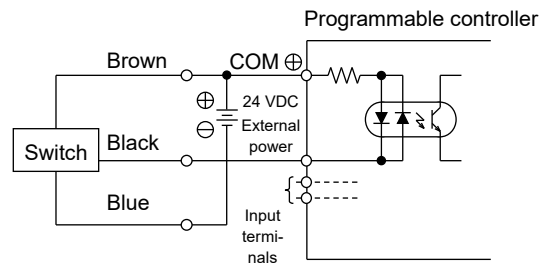 Programmable controller
Brown
COM ⊕
⊕
24 VDC
⊖
External
power
Switch
Black
Blue
Input
termi-
nals